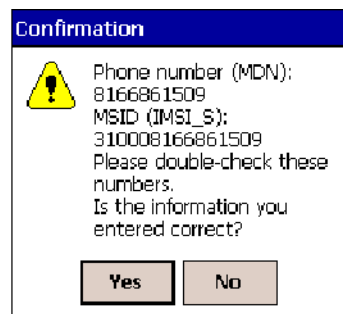 Confirmation
Phone number (MDN):
8166861509
MSID (IMSI_S):
310008166861509
Please double-check these
numbers.
Is the information you
entered correct?
Yes No